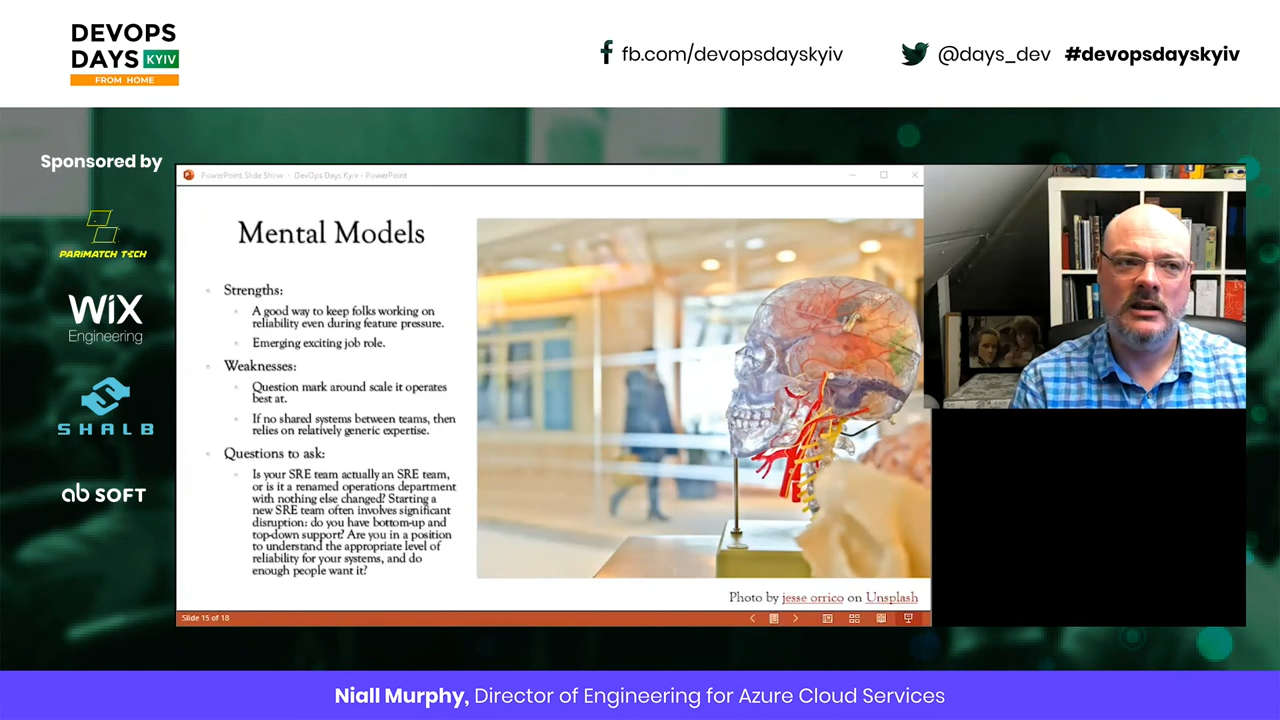 DEVOPS
DAYS KYIV
FROM HOME
fb.com/devopsdayskyiv
@days_dev #devopsdayskyiv
Sponsored by
PARIMATCH TECH
WiX
Engineering
SHALB
ab SOFT
PowerPoint Slide Show - DevOps Days Kyiv - PowerPoint
Mental Models
Strengths:
A good way to keep folks working on
reliability even during feature pressure.
Emerging exciting job role.
Weaknesses:
Question mark around scale it operates
best at.
If no shared systems between teams, then
relies on relatively generic expertise.
Questions to ask:
Is your SRE team actually an SRE team,
or is it a renamed operations department
with nothing else changed? Starting a
new SRE team often involves significant
disruption: do you have bottom-up and
top-down support? Are you in a position
to understand the appropriate level of
reliability for your systems, and do
enough people want it?
Photo by jesse orrico on Unsplash
Slide 15 of 18
Niall Murphy, Director of Engineering for Azure Cloud Services